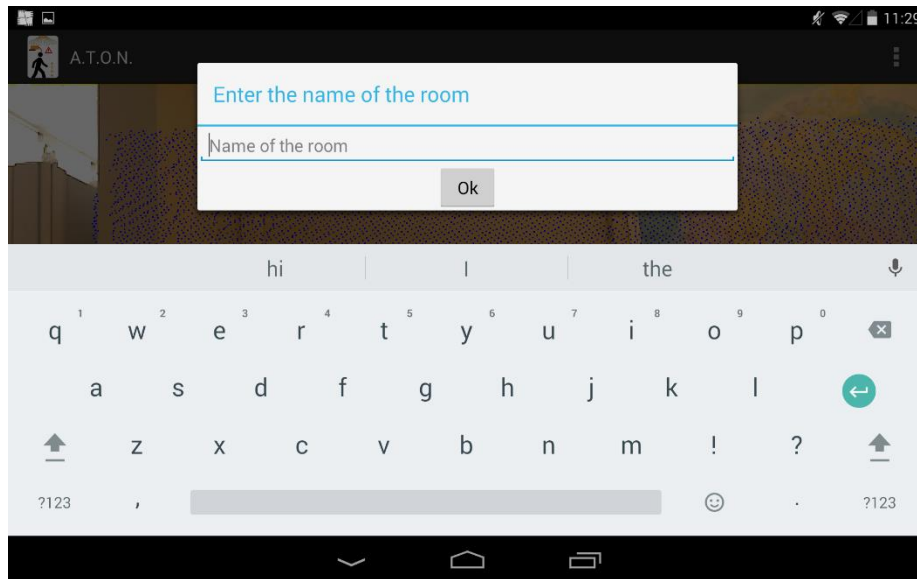 11:29
A.T.O.N.
Enter the name of the room
Name of the room
Ok
hi I the
q 1 w 2 e 3 r 4 t 5 y 6 u 7 i 8 o 9 p 0
a s d f g h j k l
z x c v b n m ! ?
?123 , . ?123